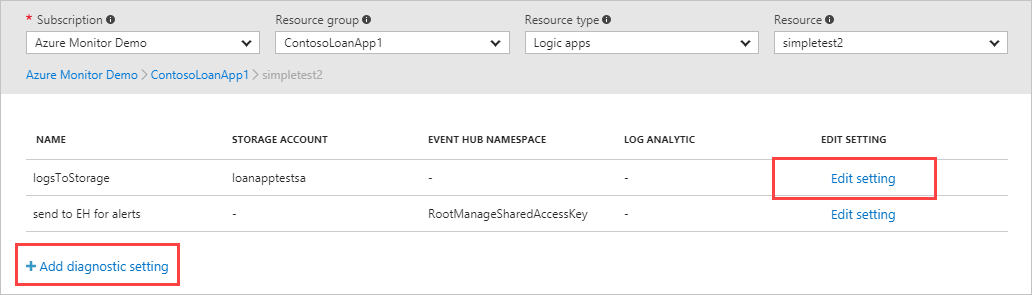 * Subscription Resource group Resource type Resource
Azure Monitor Demo ContosoLoanApp1 Logic apps simpletest2
Azure Monitor Demo > ContosoLoanApp1 > simpletest2
NAME STORAGE ACCOUNT EVENT HUB NAMESPACE LOG ANALYTIC EDIT SETTING
logsToStorage loanapptestsa - - Edit setting
send to EH for alerts - RootManageSharedAccessKey - Edit setting
+ Add diagnostic setting